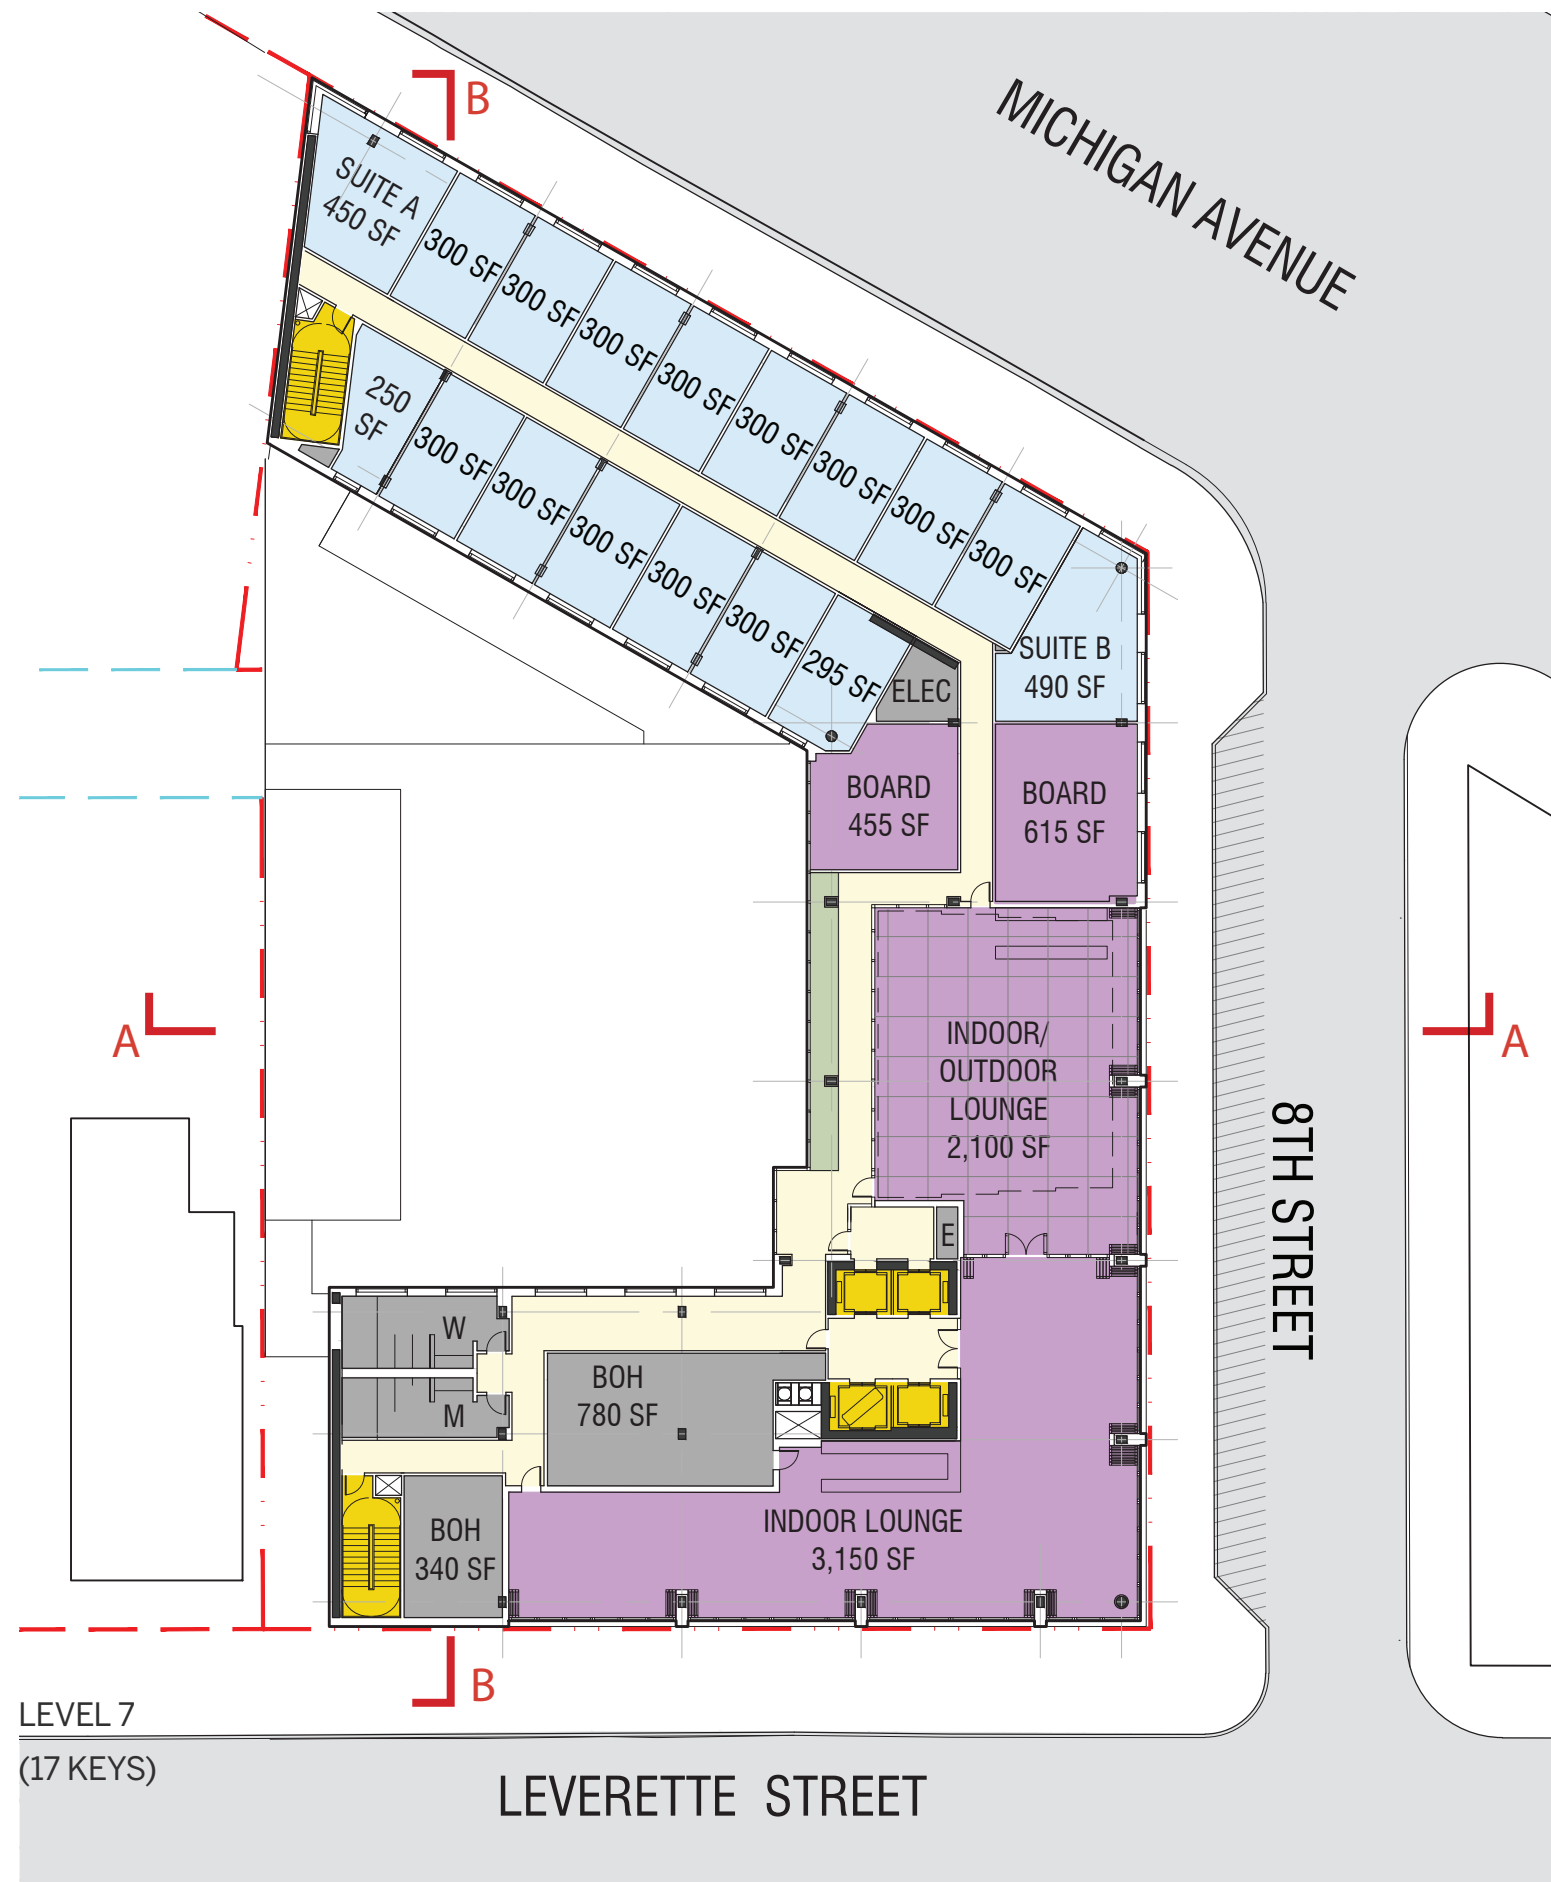 B
MICHIGAN AVENUE
SUITE A
450 SF
300 SF
300 SF
300 SF
300 SF
300 SF
300 SF
300 SF
300 SF
SUITE B
490 SF
250
SF
300 SF
300 SF
300 SF
300 SF
300 SF
295 SF
ELEC
BOARD
455 SF
BOARD
615 SF
A
INDOOR/
OUTDOOR
LOUNGE
2,100 SF
A
8TH STREET
E
W
M
BOH
780 SF
BOH
340 SF
INDOOR LOUNGE
3,150 SF
B
LEVEL 7
(17 KEYS)
LEVERETTE STREET